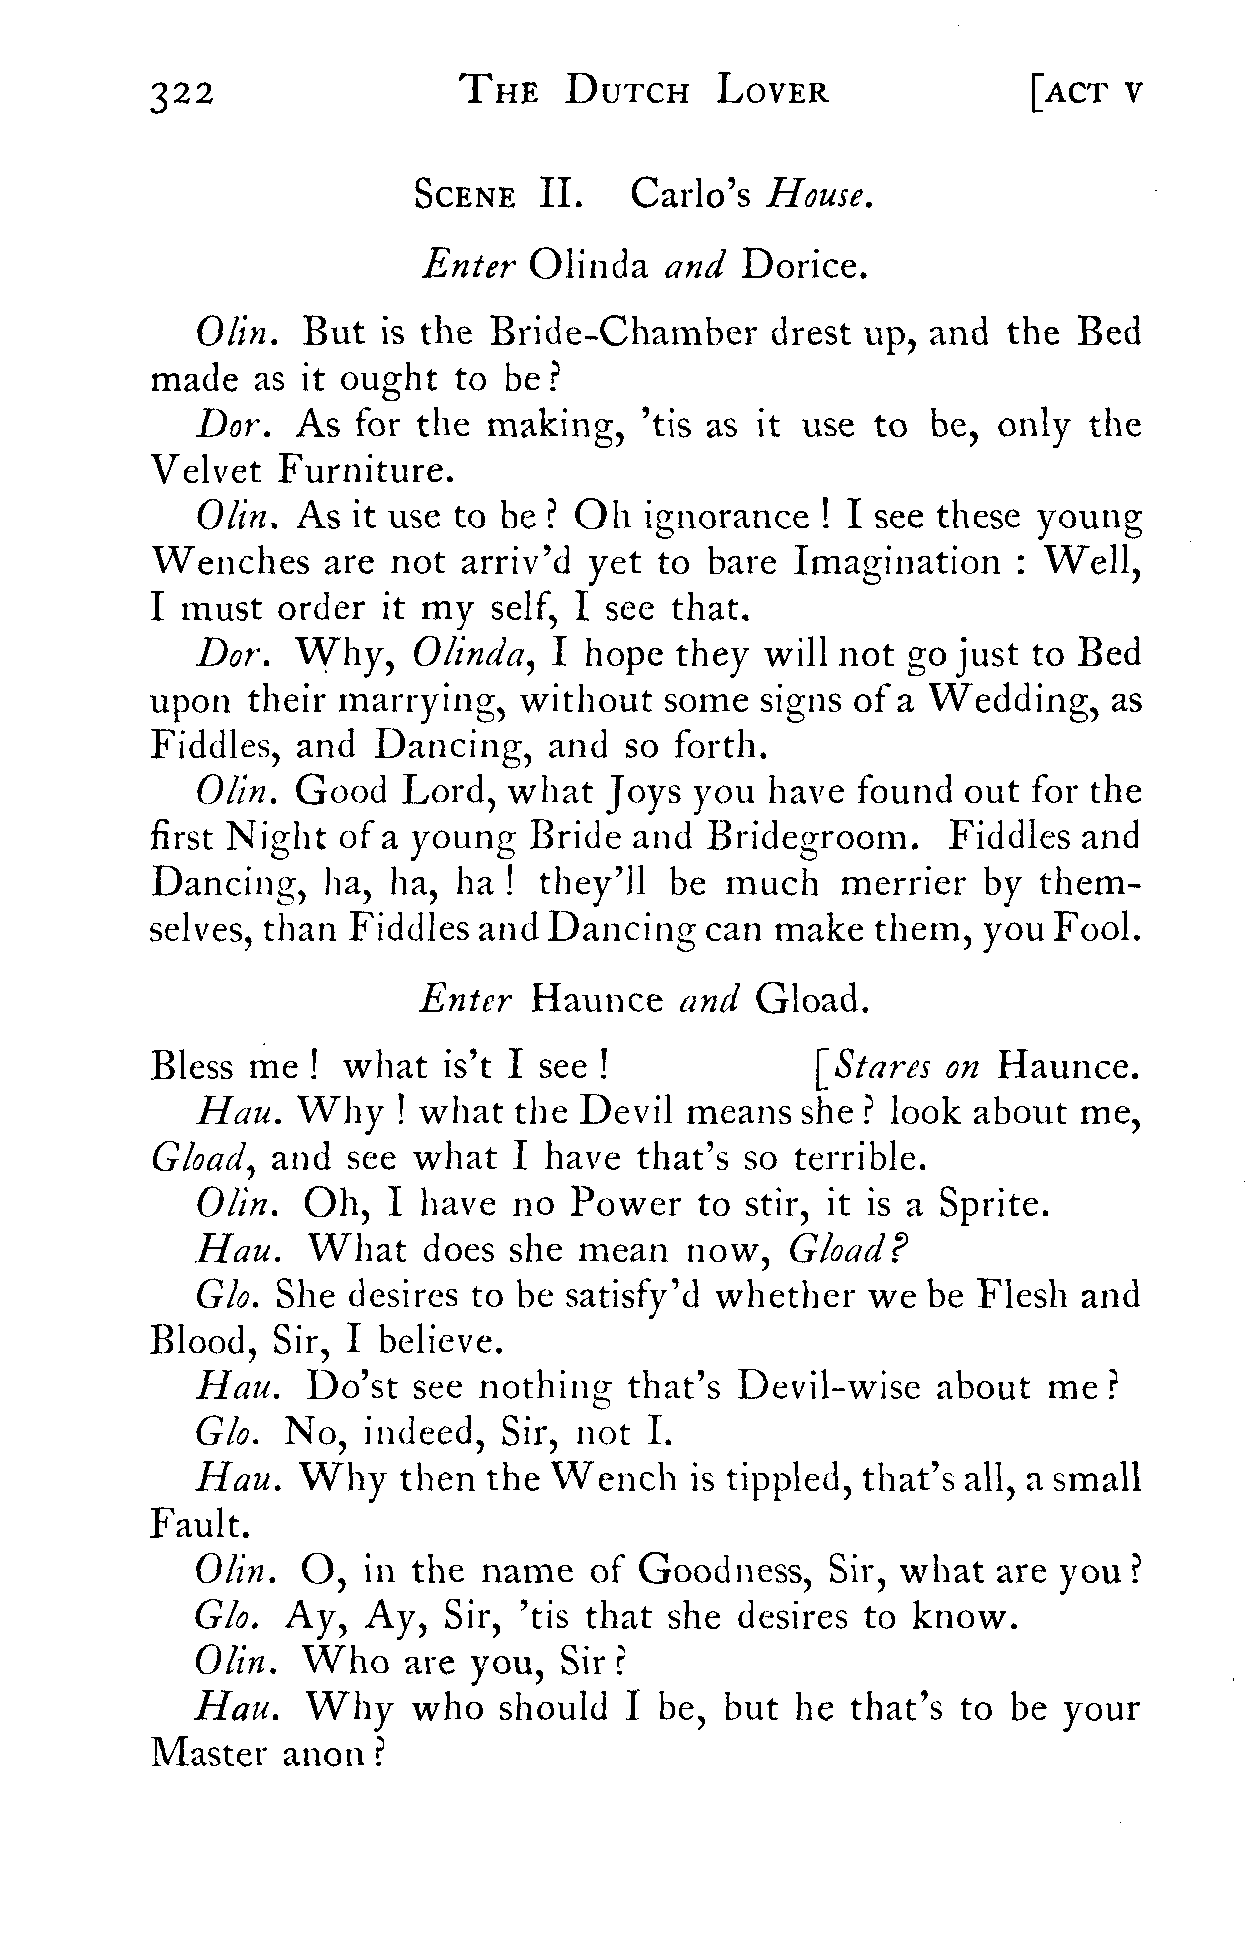 322 THE DUTCH LOVER [ACT V
SCENE II. Carlo's House.
Enter Olinda and Dorice.
Olin. But is the Bride-Chamber drest up, and the Bed
made as it ought to be?
Dor. As for the making, 'tis as it use to be, only the
Velvet Furniture.
Olin. As it use to be? Oh ignorance! I see these young
Wenches are not arriv'd yet to bare Imagination : Well,
I must order it my self, I see that.
Dor. Why, Olinda, I hope they will not go just to Bed
upon their marrying, without some signs of a Wedding, as
Fiddles, and Dancing, and so forth.
Olin. Good Lord, what Joys you have found out for the
first Night of a young Bride and Bridegroom. Fiddles and
Dancing, ha, ha, ha! they'll be much merrier by them-
selves, than Fiddles and Dancing can make them, you Fool.
Enter Haunce and Gload.
Bless me! what is't I see! [Stares on Haunce.
Hau. Why! what the Devil means she? look about me,
Gload, and see what I have that's so terrible.
Olin. Oh, I have no Power to stir, it is a Sprite.
Hau. What does she mean now, Gload?
Glo. She desires to be satisfy'd whether we be Flesh and
Blood, Sir, I believe.
Hau. Do'st see nothing that's Devil-wise about me?
Glo. No, indeed, Sir, not I.
Hau. Why then the Wench is tippled, that's all, a small
Fault.
Olin. O, in the name of Goodness, Sir, what are you?
Glo. Ay, Ay, Sir, 'tis that she desires to know.
Olin. Who are you, Sir?
Hau. Why who should I be, but he that's to be your
Master anon?